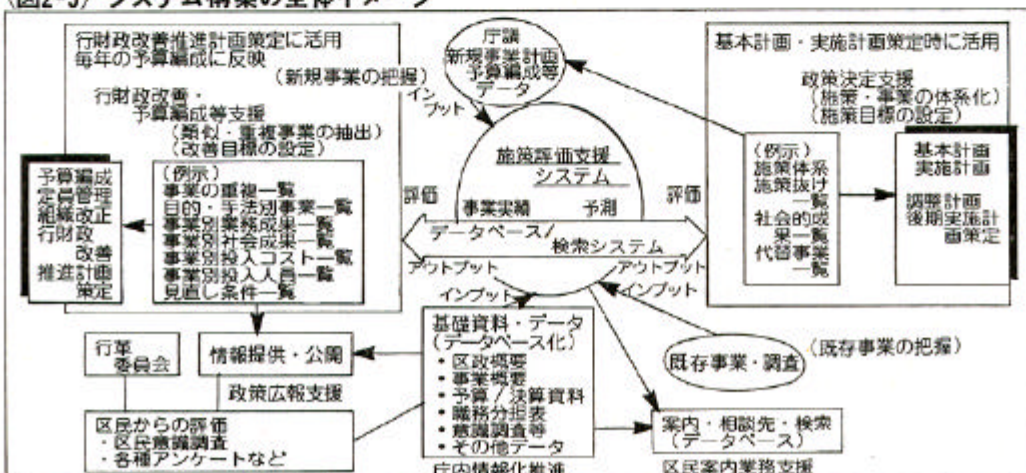 (図2-3) システム構築の全体イメージ
行財政改善推進計画策定に活用
毎年の予算編成に反映
(新規事業の把握)
行財政改善・
予算編成等支援
(類似・重複事業の抽出)
(改善目標の設定)
予算編成
定員管理
組織改正
行財政
改善
推進計画
策定
(例示)
事業の重複一覧
目的・手法別事業一覧
事業別業務成果一覧
事業別社会成果一覧
事業別投入コスト一覧
事業別投入人員一覧
見直し条件一覧
庁議
新規事業計画
予算編成等
データ
インプット
施策評価支援
システム
事業実績 予測
評価
評価
データベース/
検索システム
アウトプット
アウトプット
インプット
インプット
基本計画・実施計画策定時に活用
政策決定支援
(施策・事業の体系化)
(施策目標の設定)
(例示)
施策体系
施策抜け
一覧
社会的成
果一覧
代替事業
一覧
基本計画
実施計画
調整計画
後期実施計
画策定
行革
委員会
情報提供・公開
政策広報支援
区民からの評価
・区民意識調査
・各種アンケートなど
基礎資料・データ
(データベース化)
・区政概要
・事業概要
・予算/決算資料
・職務分担表
・意識調査等
・その他データ
庁内情報化推進
既存事業・調査
(既存事業の把握)
案内・相談先・検索
(データベース)
区民案内業務支援